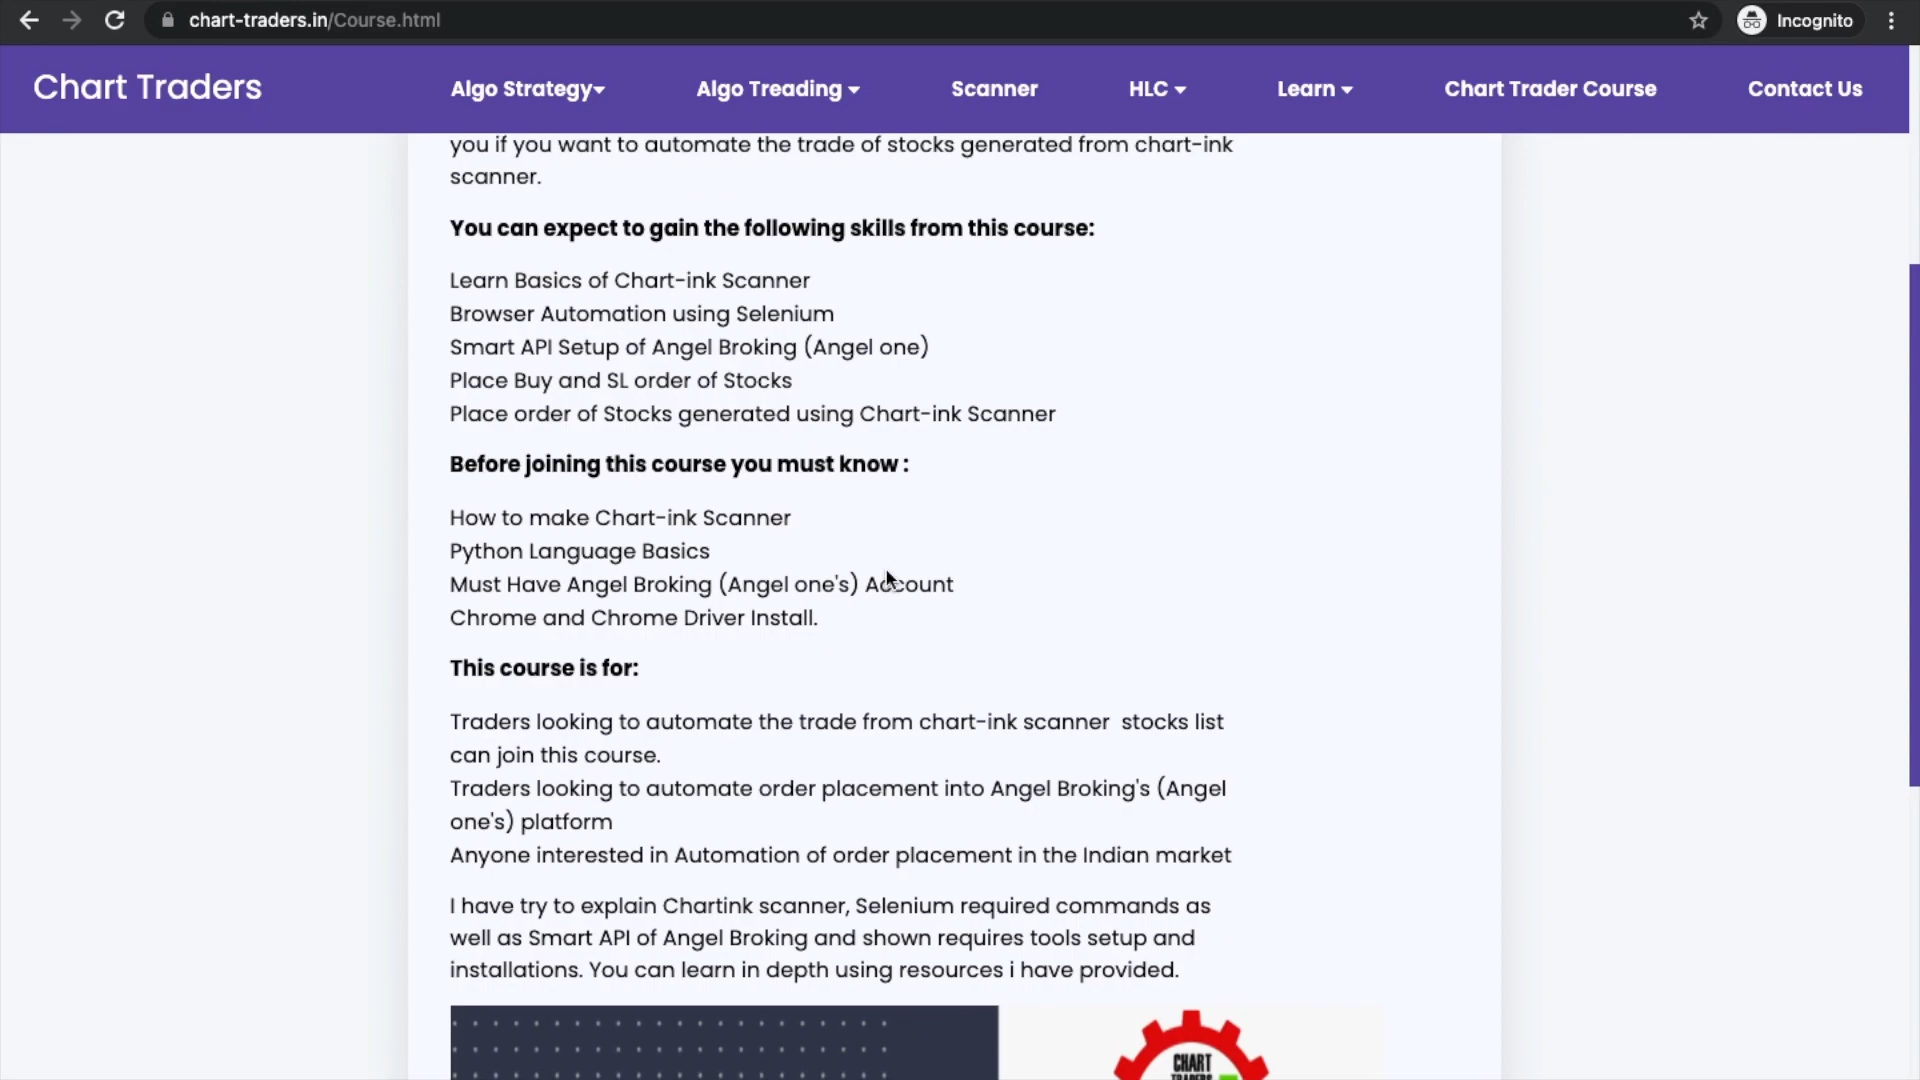 chart-traders.in/Course.html
Incognito
Chart Traders
Algo Strategy
Algo Treading
Scanner
HLC
Learn
Chart Trader Course
Contact Us
you if you want to automate the trade of stocks generated from chart-ink
scanner.
You can expect to gain the following skills from this course:
Learn Basics of Chart-ink Scanner
Browser Automation using Selenium
Smart API Setup of Angel Broking (Angel one)
Place Buy and SL order of Stocks
Place order of Stocks generated using Chart-ink Scanner
Before joining this course you must know :
How to make Chart-ink Scanner
Python Language Basics
Must Have Angel Broking (Angel one's) Account
Chrome and Chrome Driver Install.
This course is for:
Traders looking to automate the trade from chart-ink scanner stocks list
can join this course.
Traders looking to automate order placement into Angel Broking's (Angel
one's) platform
Anyone interested in Automation of order placement in the Indian market
I have try to explain Chartink scanner, Selenium required commands as
well as Smart API of Angel Broking and shown requires tools setup and
installations. You can learn in depth using resources i have provided.
CHART
TRADERS